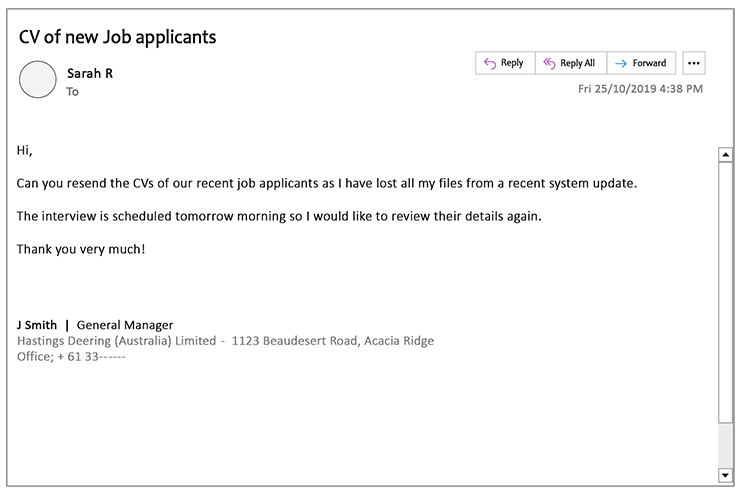 CV of new Job applicants
Sarah R
To
Reply
Reply All
Forward
Fri 25/10/2019 4:38 PM
Hi,
Can you resend the CVs of our recent job applicants as I have lost all my files from a recent system update.
The interview is scheduled tomorrow morning so I would like to review their details again.
Thank you very much!
J Smith | General Manager
Hastings Deering (Australia) Limited - 1123 Beaudesert Road, Acacia Ridge
Office; + 61 33------